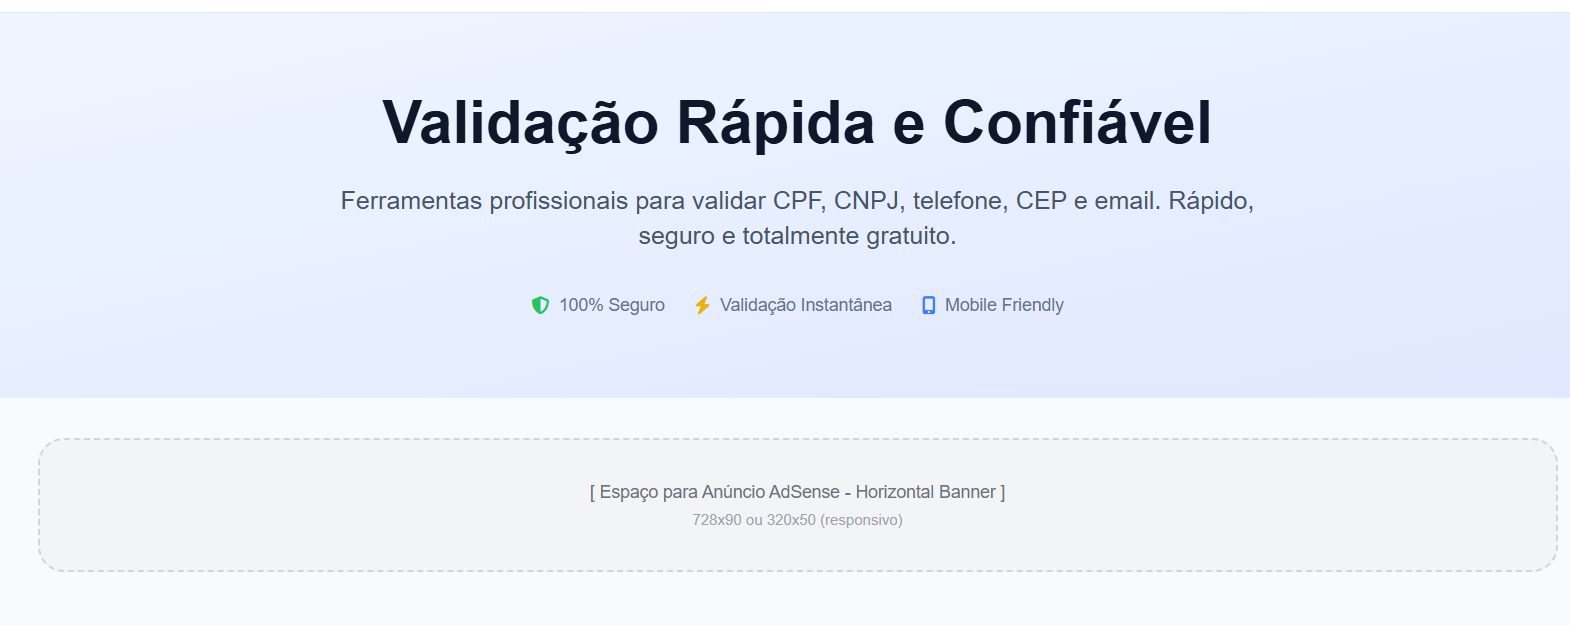 Validação Rápida e Confiável
Ferramentas profissionais para validar CPF, CNPJ, telefone, CEP e email. Rápido,
seguro e totalmente gratuito.
100% Seguro Validação Instantânea Mobile Friendly
[ Espaço para Anúncio AdSense - Horizontal Banner ]
728x90 ou 320x50 (responsivo)